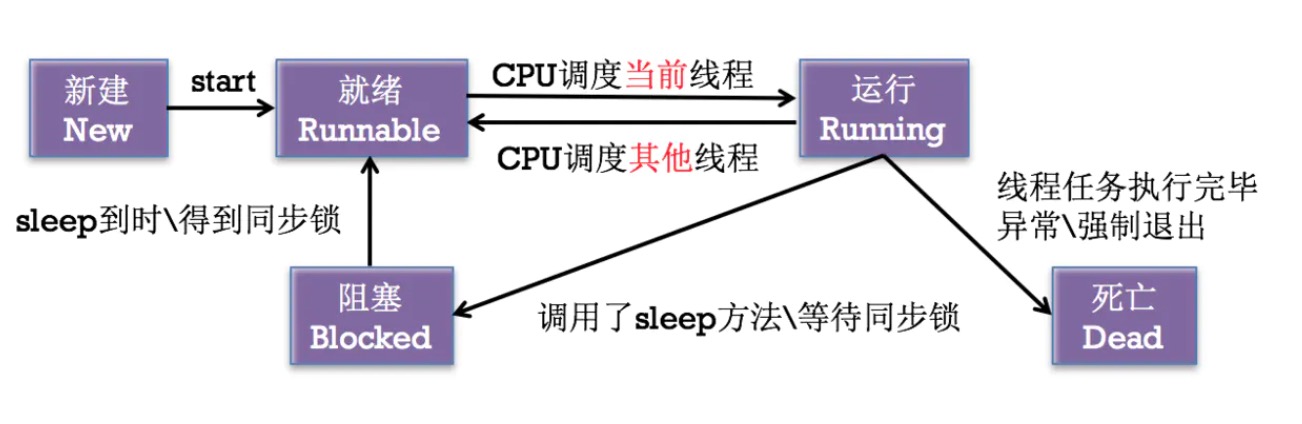 新建
New
start
就绪
Runnable
CPU调度当前线程
CPU调度其他线程
运行
Running
sleep到时\得到同步锁
线程任务执行完毕
异常\强制退出
阻塞
Blocked
调用了sleep方法\等待同步锁
死亡
Dead